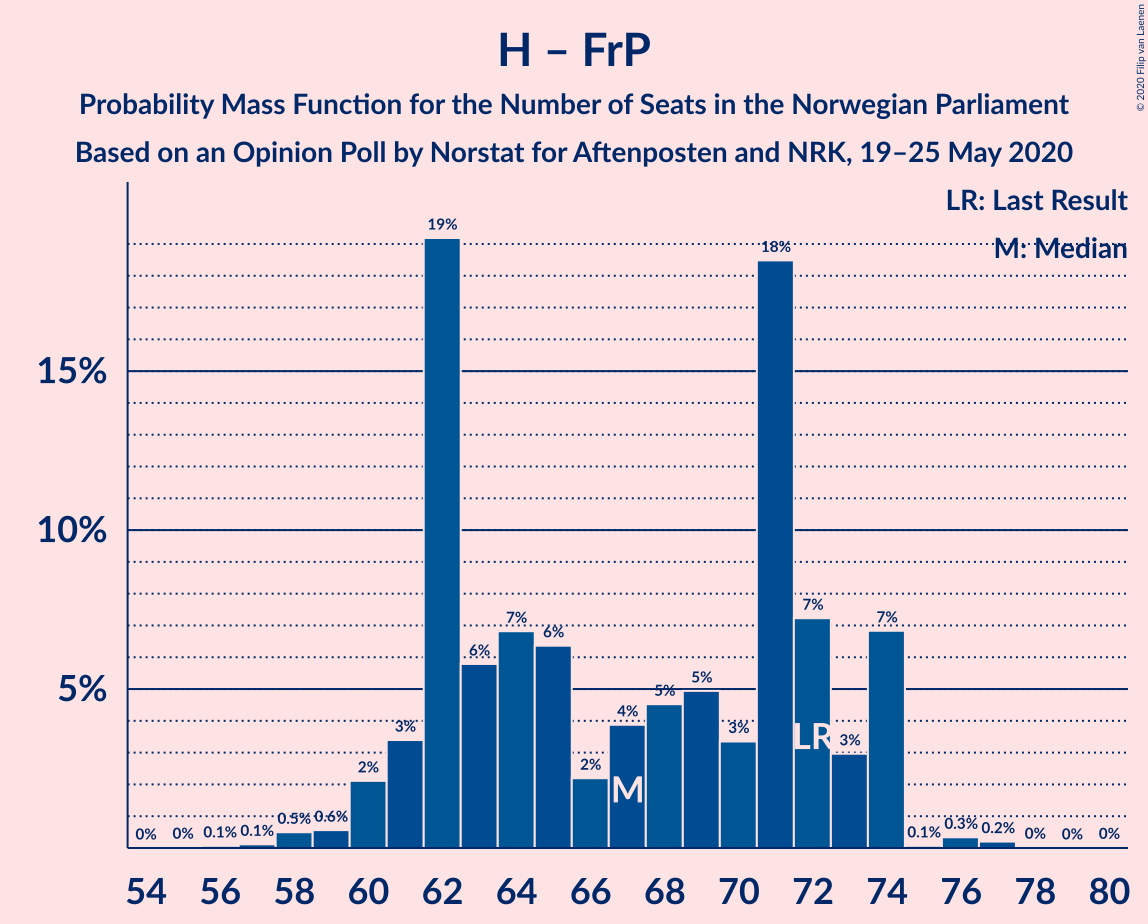 H – FrP
Probability Mass Function for the Number of Seats in the Norwegian Parliament
Based on an Opinion Poll by Norstat for Aftenposten and NRK, 19–25 May 2020
© 2020 Filip van Laenen
LR: Last Result
M: Median
15%
10%
5%
0% 0% 0.1% 0.1% 0.5% 0.6% 2% 3% 19% 6% 7% 6% 2% 4% 5% 5% 3% 18% 7% 3% 7% 0.1% 0.3% 0.2% 0% 0% 0%
M
LR
54 56 58 60 62 64 66 68 70 72 74 76 78 80